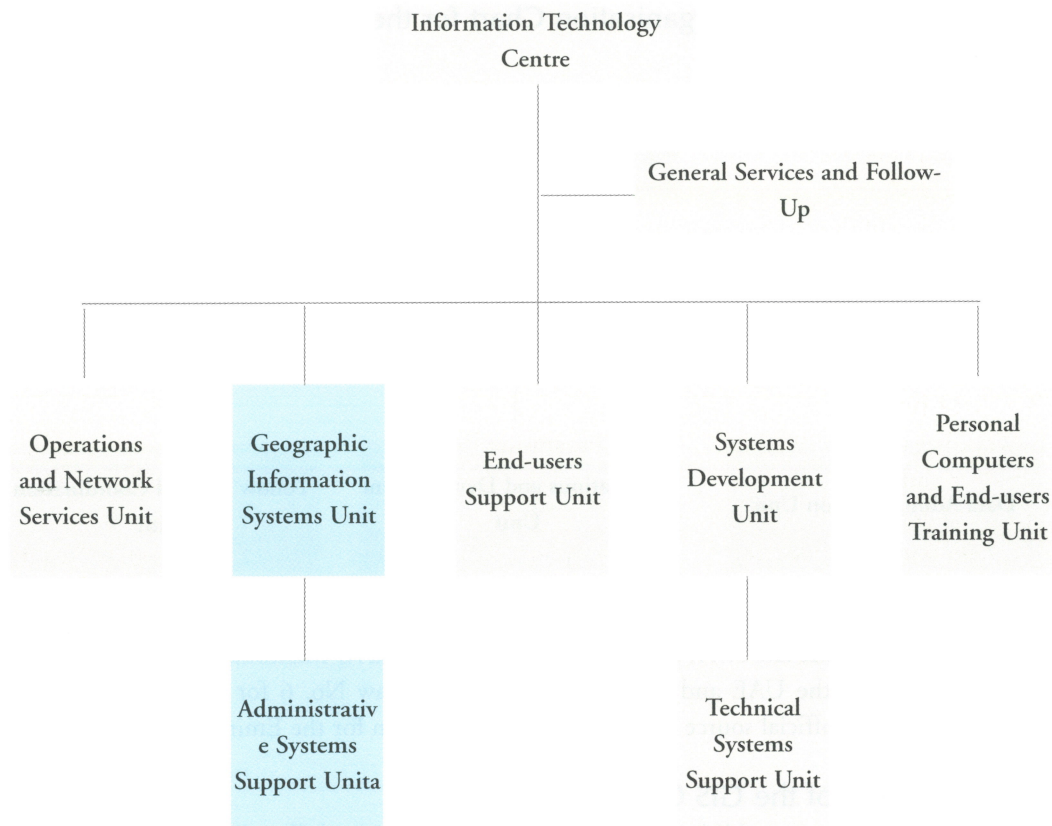 Information Technology
Centre
General Services and Follow-
Up
Operations
and Network
Services Unit
Geographic
Information
Systems Unit
End-users
Support Unit
Systems
Development
Unit
Personal
Computers
and End-users
Training Unit
Administrativ
e Systems
Support Unita
Technical
Systems
Support Unit